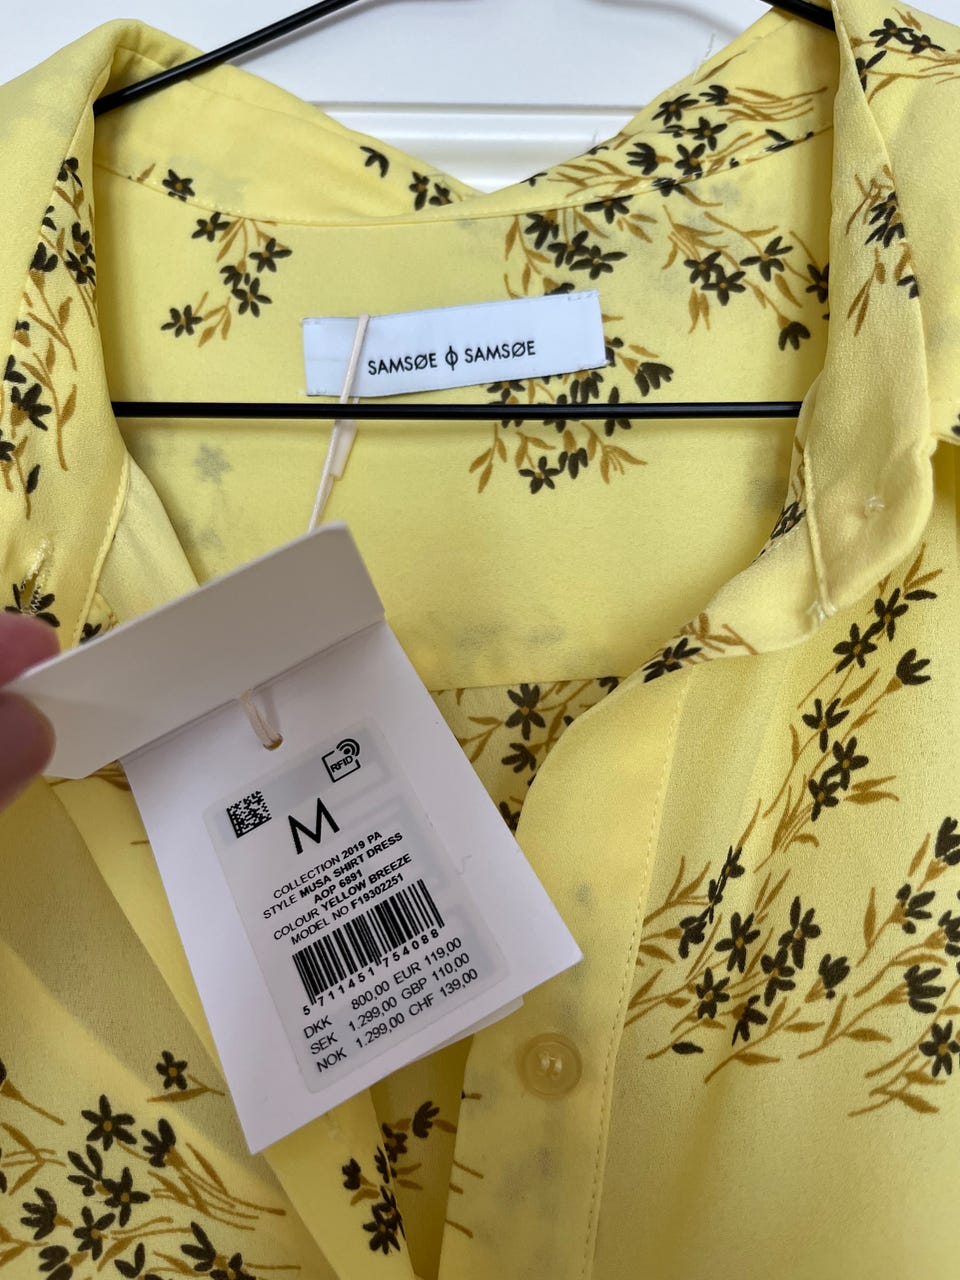 SAMSØE ϕ SAMSØE
RFID
M
COLLECTION 2019 PA
STYLE MUSA SHIRT DRESS
AOP 6891
COLOUR YELLOW BREEZE
MODEL NO F19302251
5 711451 754088
DKK 800,00 EUR 119,00
SEK 1.299,00 GBP 110,00
NOK 1.299,00 CHF 139,00